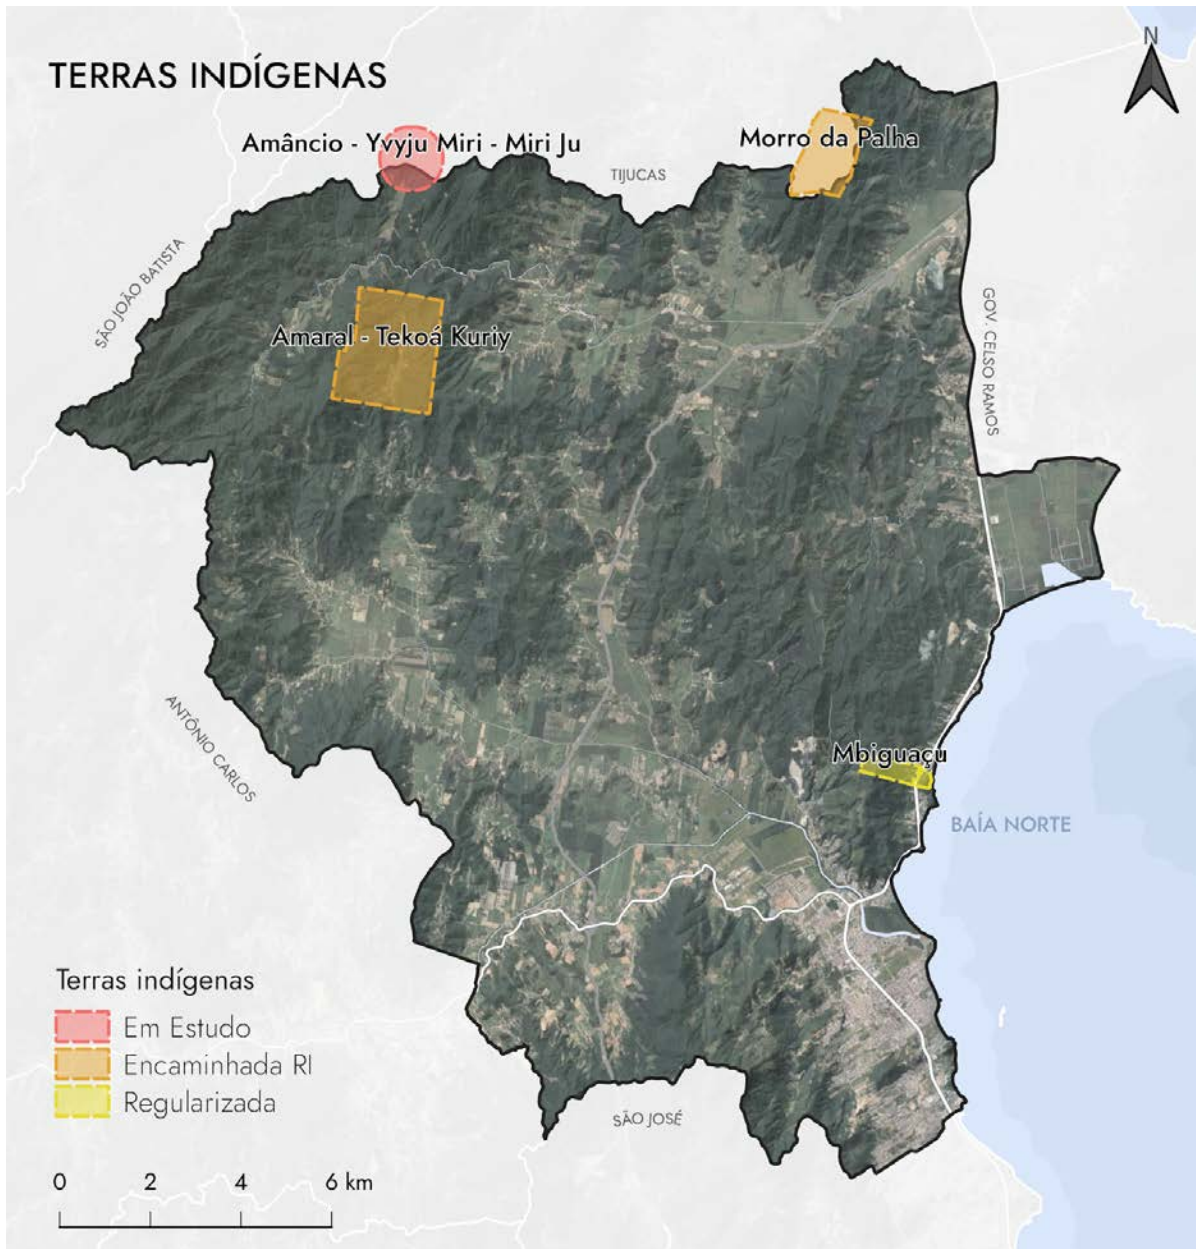 TERRAS INDÍGENAS
N
Amâncio - Yvyju Miri - Miri Ju
Morro da Palha
TIJUCAS
SÃO JOÃO BATISTA
GOV. CELSO RAMOS
Amaral - Tekoá Kuriy
ANTÔNIO CARLOS
Mbiguaçu
BAÍA NORTE
Terras indígenas
Em Estudo
Encaminhada RI
Regularizada
SÃO JOSÉ
0 2 4 6 km